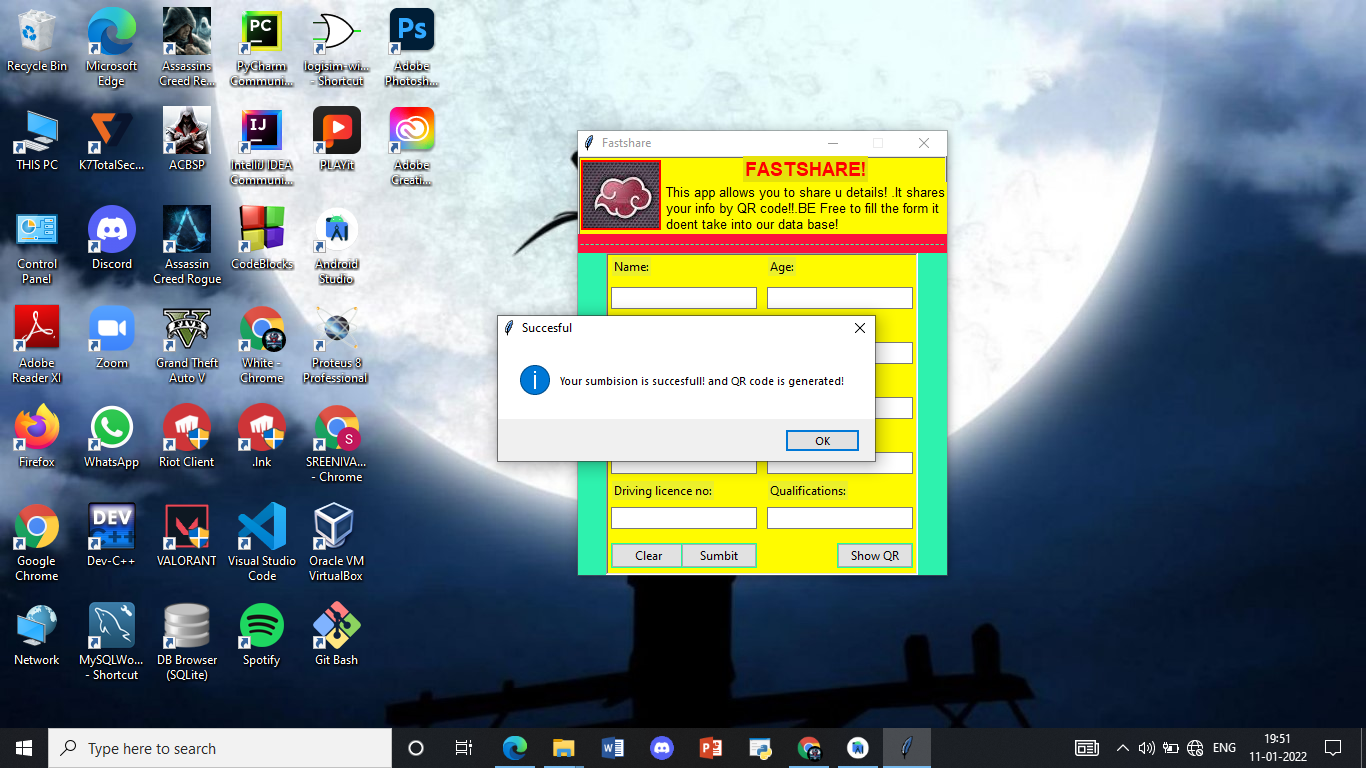 Recycle Bin
Microsoft
Edge
Assassins
Creed Re...
PyCharm
Communi...
logisim-wi...
- Shortcut
Adobe
Photosh...
THIS PC
K7TotalSec...
ACBSP
IntelliJ IDEA
Communi...
PLAYit
Adobe
Creati...
Control
Panel
Discord
Assassin
Creed Rogue
CodeBlocks
Android
Studio
Adobe
Reader XI
Zoom
Grand Theft
Auto V
White -
Chrome
Proteus 8
Professional
Firefox
WhatsApp
Riot Client
.lnk
SREENIVA...
- Chrome
Google
Chrome
Dev-C++
VALORANT
Visual Studio
Code
Oracle VM
VirtualBox
Network
MySQLWo...
- Shortcut
DB Browser
(SQLite)
Spotify
Git Bash
PC
Ps
IJ
FIVE
S
DEV
C++
VALORANT
Fastshare
FASTSHARE!
This app allows you to share u details! .It shares
your info by QR code!!.BE Free to fill the form it
doent take into our data base!
--------------------------------------------------
Name:
Age:
Succesful
Your sumbision is succesfull! and QR code is generated!
OK
Driving licence no:
Qualifications:
Clear
Sumbit
Show QR
Type here to search
ENG
19:51
11-01-2022